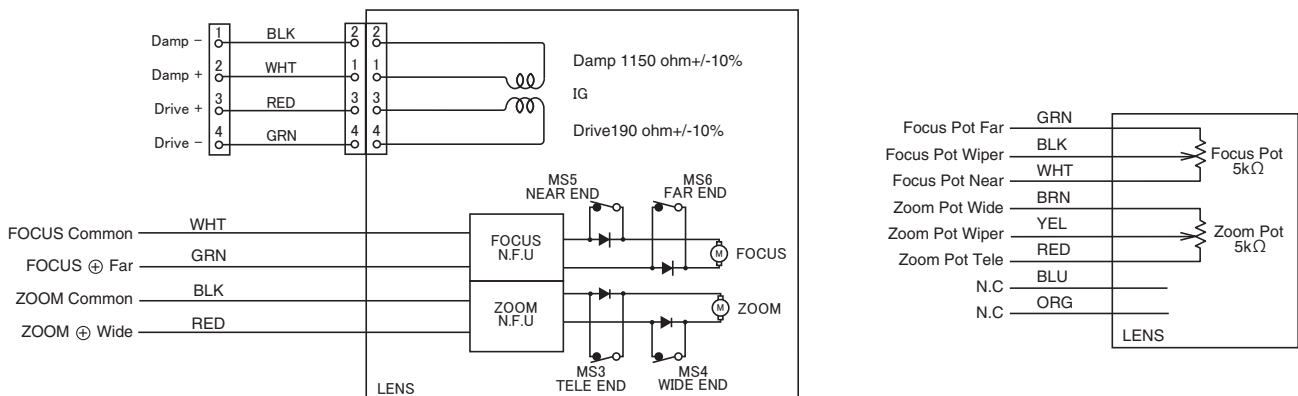 Damp − 1 BLK 2 2
Damp + 2 WHT 1 1
Drive + 3 RED 3 3
Drive − 4 GRN 4 4
Damp 1150 ohm+/-10%
IG
Drive190 ohm+/-10%
MS5
NEAR END
MS6
FAR END
FOCUS Common WHT
FOCUS ⊕ Far GRN
FOCUS
N.F.U
M FOCUS
ZOOM Common BLK
ZOOM ⊕ Wide RED
ZOOM
N.F.U
M ZOOM
MS3
TELE END
MS4
WIDE END
LENS
Focus Pot Far GRN
Focus Pot Wiper BLK
Focus Pot Near WHT
Focus Pot
5kΩ
Zoom Pot Wide BRN
Zoom Pot Wiper YEL
Zoom Pot Tele RED
Zoom Pot
5kΩ
N.C BLU
N.C ORG
LENS